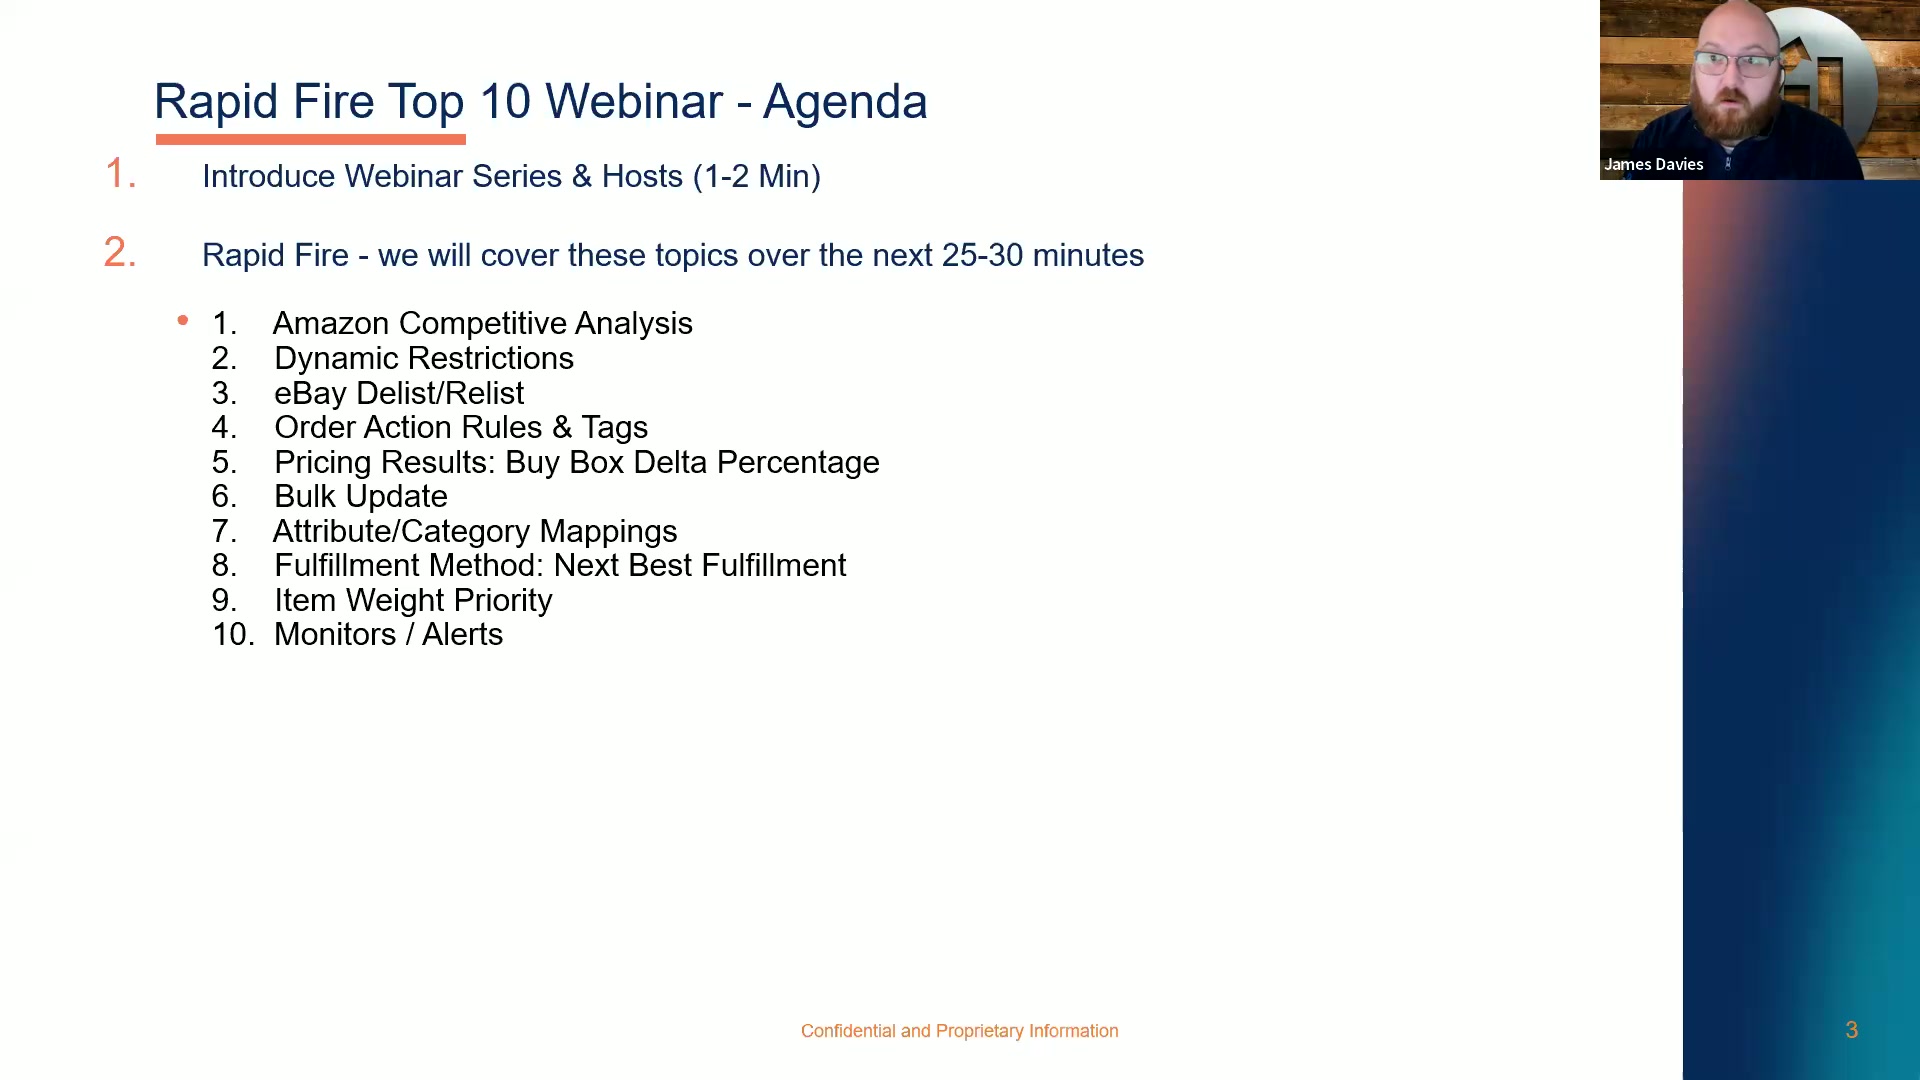 Rapid Fire Top 10 Webinar - Agenda
1. Introduce Webinar Series & Hosts (1-2 Min)
2. Rapid Fire - we will cover these topics over the next 25-30 minutes
• 1. Amazon Competitive Analysis
2. Dynamic Restrictions
3. eBay Delist/Relist
4. Order Action Rules & Tags
5. Pricing Results: Buy Box Delta Percentage
6. Bulk Update
7. Attribute/Category Mappings
8. Fulfillment Method: Next Best Fulfillment
9. Item Weight Priority
10. Monitors / Alerts
James Davies
Confidential and Proprietary Information
3